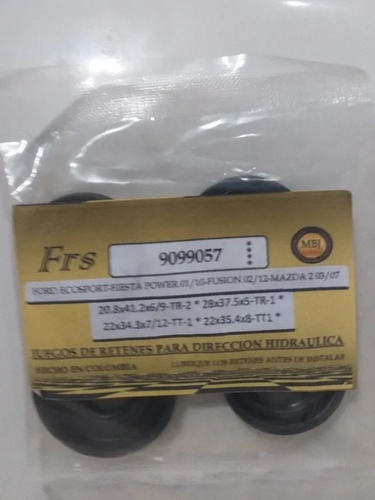 Frs
9099057
MBJ
FORD ECOSPORT-FIESTA POWER 01/10-FUSION 02/12-MAZDA 2 03/07
20.8x41.2x6/9-TR-2 * 28x37.5x5-TR-1 *
22x34.3x7/12-TT-1 * 22x35.4x8-TT1 *
JUEGOS DE RETENES PARA DIRECCION HIDRAULICA
HECHO EN COLOMBIA
LUBRIQUE LOS RETENES ANTES DE INSTALAR